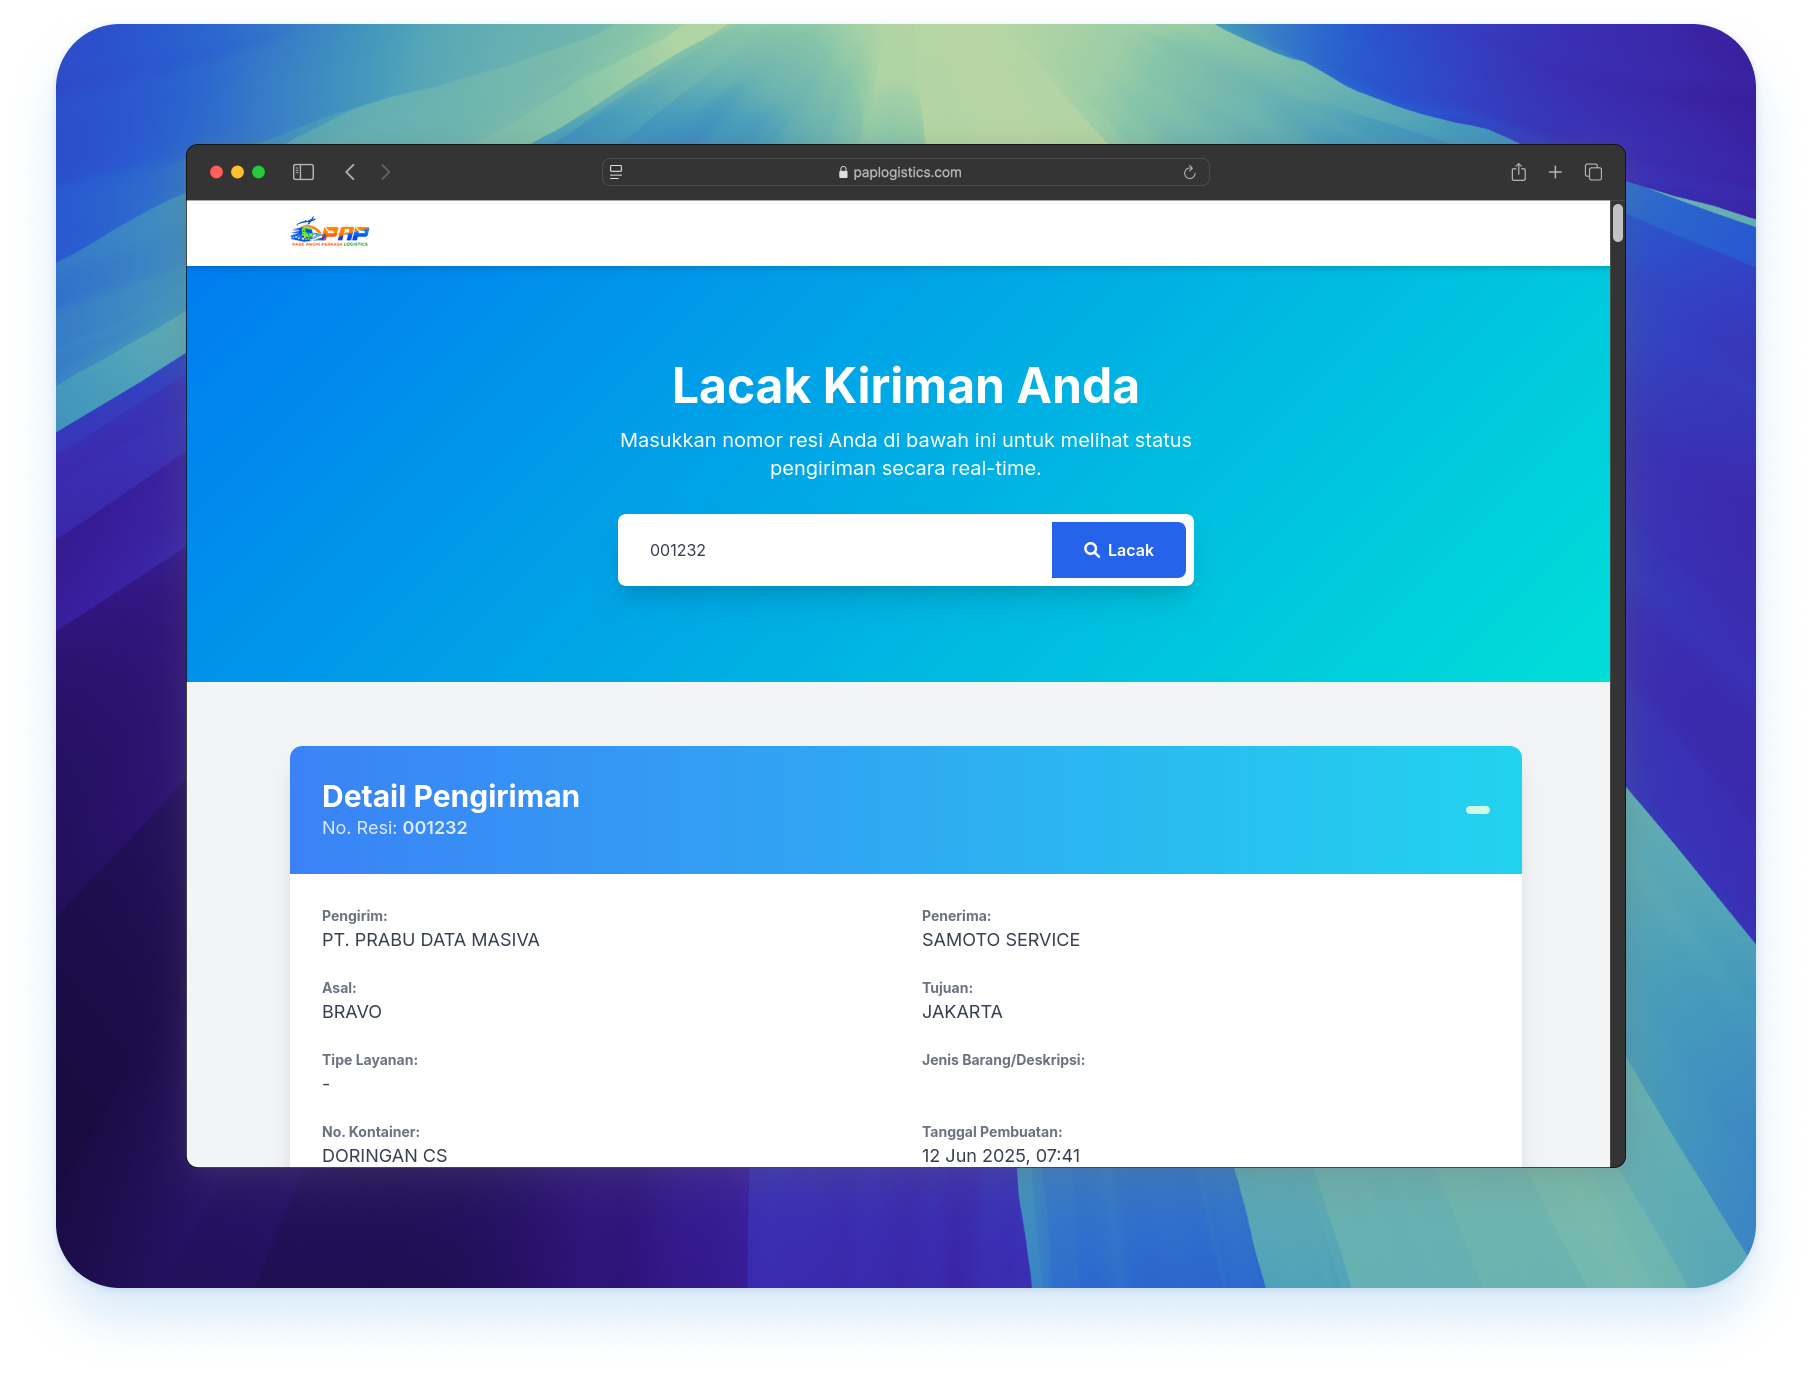 paplogistics.com
PAP
PABE ANOM PERKASA LOGISTICS
Lacak Kiriman Anda
Masukkan nomor resi Anda di bawah ini untuk melihat status
pengiriman secara real-time.
001232
Lacak
Detail Pengiriman
No. Resi: 001232
Pengirim:
PT. PRABU DATA MASIVA
Penerima:
SAMOTO SERVICE
Asal:
BRAVO
Tujuan:
JAKARTA
Tipe Layanan:
-
Jenis Barang/Deskripsi:
No. Kontainer:
DORINGAN CS
Tanggal Pembuatan:
12 Jun 2025, 07:41